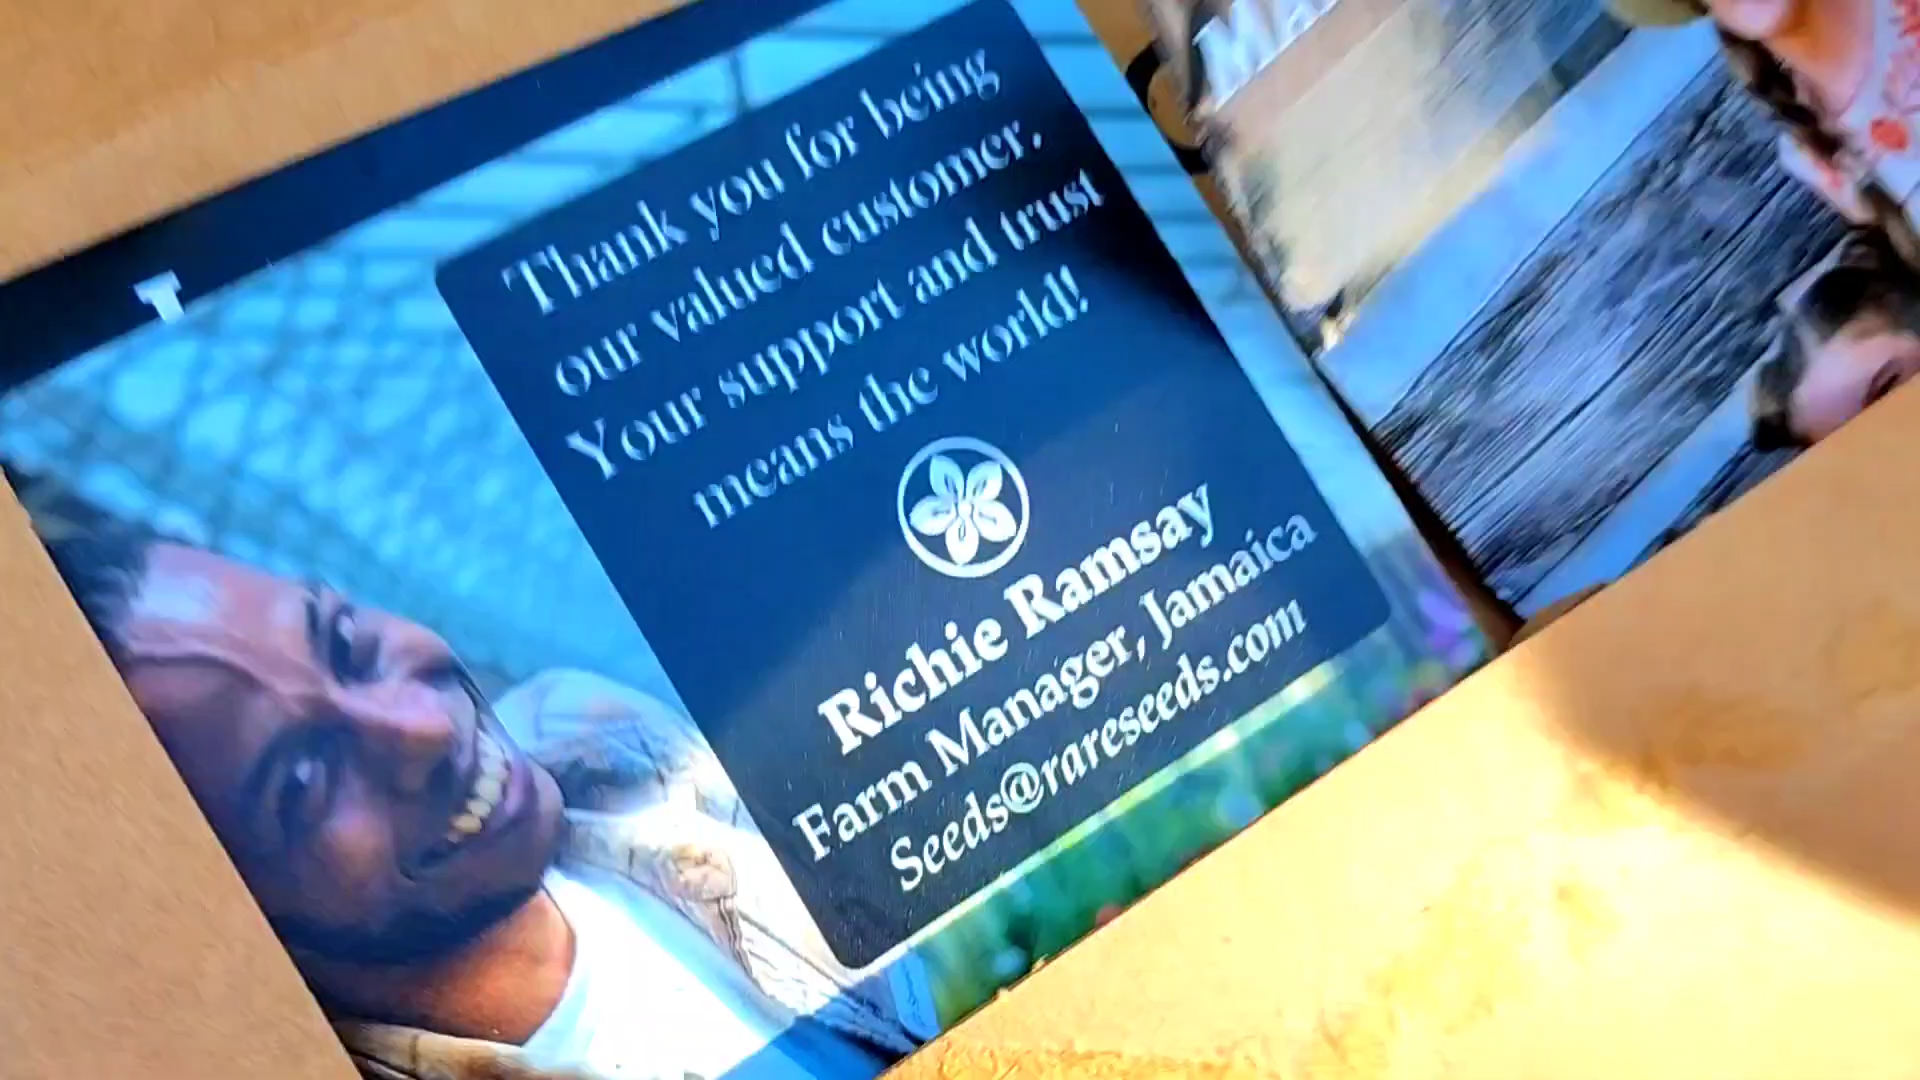 Thank you for being
our valued customer.
Your support and trust
means the world!
Richie Ramsay
Farm Manager, Jamaica
Seeds@rareseeds.com